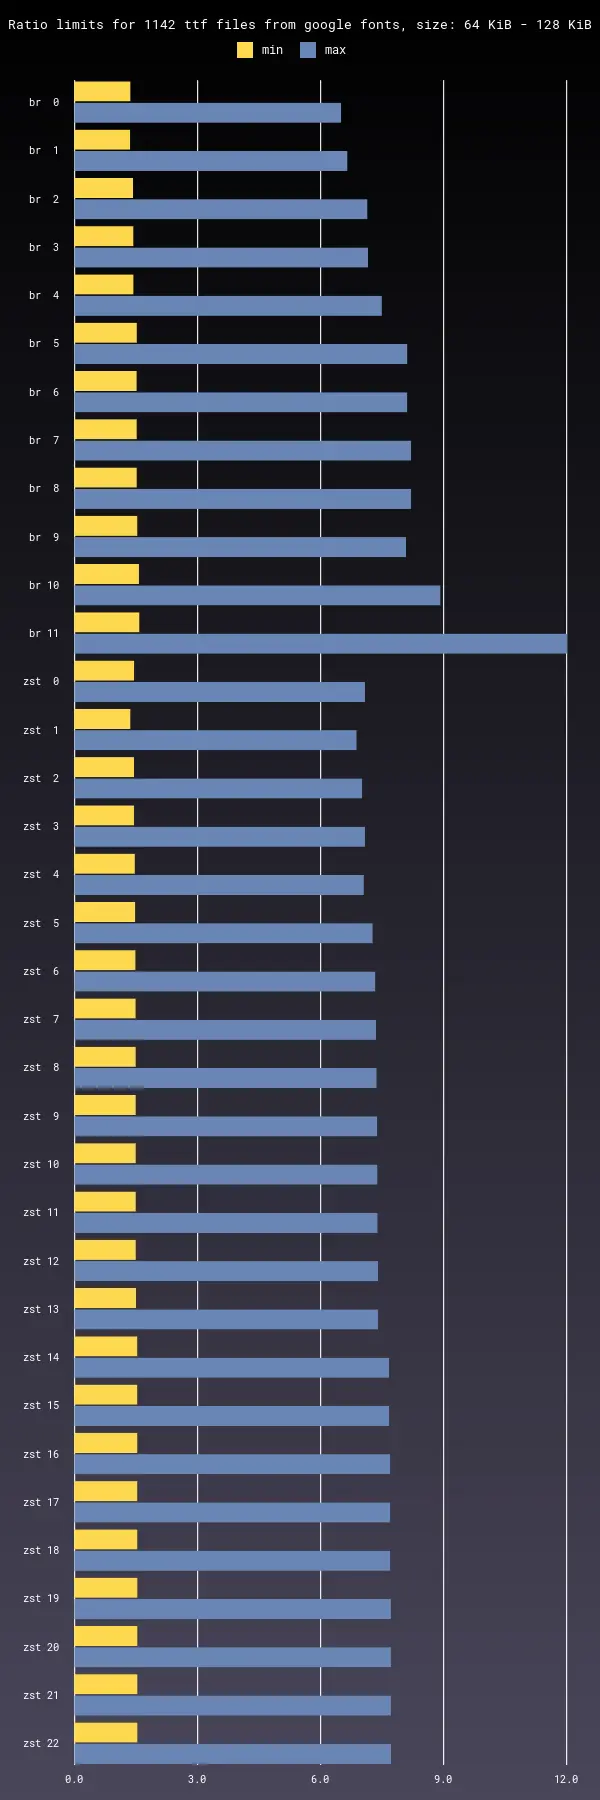 Ratio limits for 1142 ttf files from google fonts, size: 64 KiB - 128 KiB
min max
br 0
br 1
br 2
br 3
br 4
br 5
br 6
br 7
br 8
br 9
br 10
br 11
zst 0
zst 1
zst 2
zst 3
zst 4
zst 5
zst 6
zst 7
zst 8
zst 9
zst 10
zst 11
zst 12
zst 13
zst 14
zst 15
zst 16
zst 17
zst 18
zst 19
zst 20
zst 21
zst 22
0.0 3.0 6.0 9.0 12.0